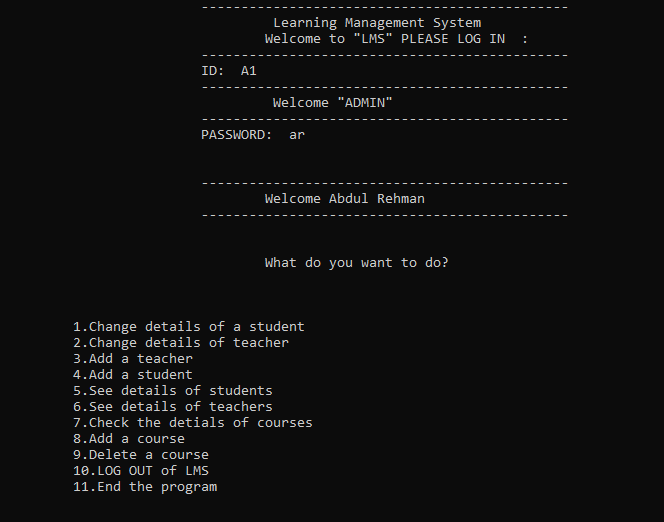 ----------------------------------------------
Learning Management System
Welcome to "LMS" PLEASE LOG IN  :
----------------------------------------------
ID:  A1
----------------------------------------------
Welcome "ADMIN"
----------------------------------------------
PASSWORD:  ar
----------------------------------------------
Welcome Abdul Rehman
----------------------------------------------
What do you want to do?
1.Change details of a student
2.Change details of teacher
3.Add a teacher
4.Add a student
5.See details of students
6.See details of teachers
7.Check the detials of courses
8.Add a course
9.Delete a course
10.LOG OUT of LMS
11.End the program